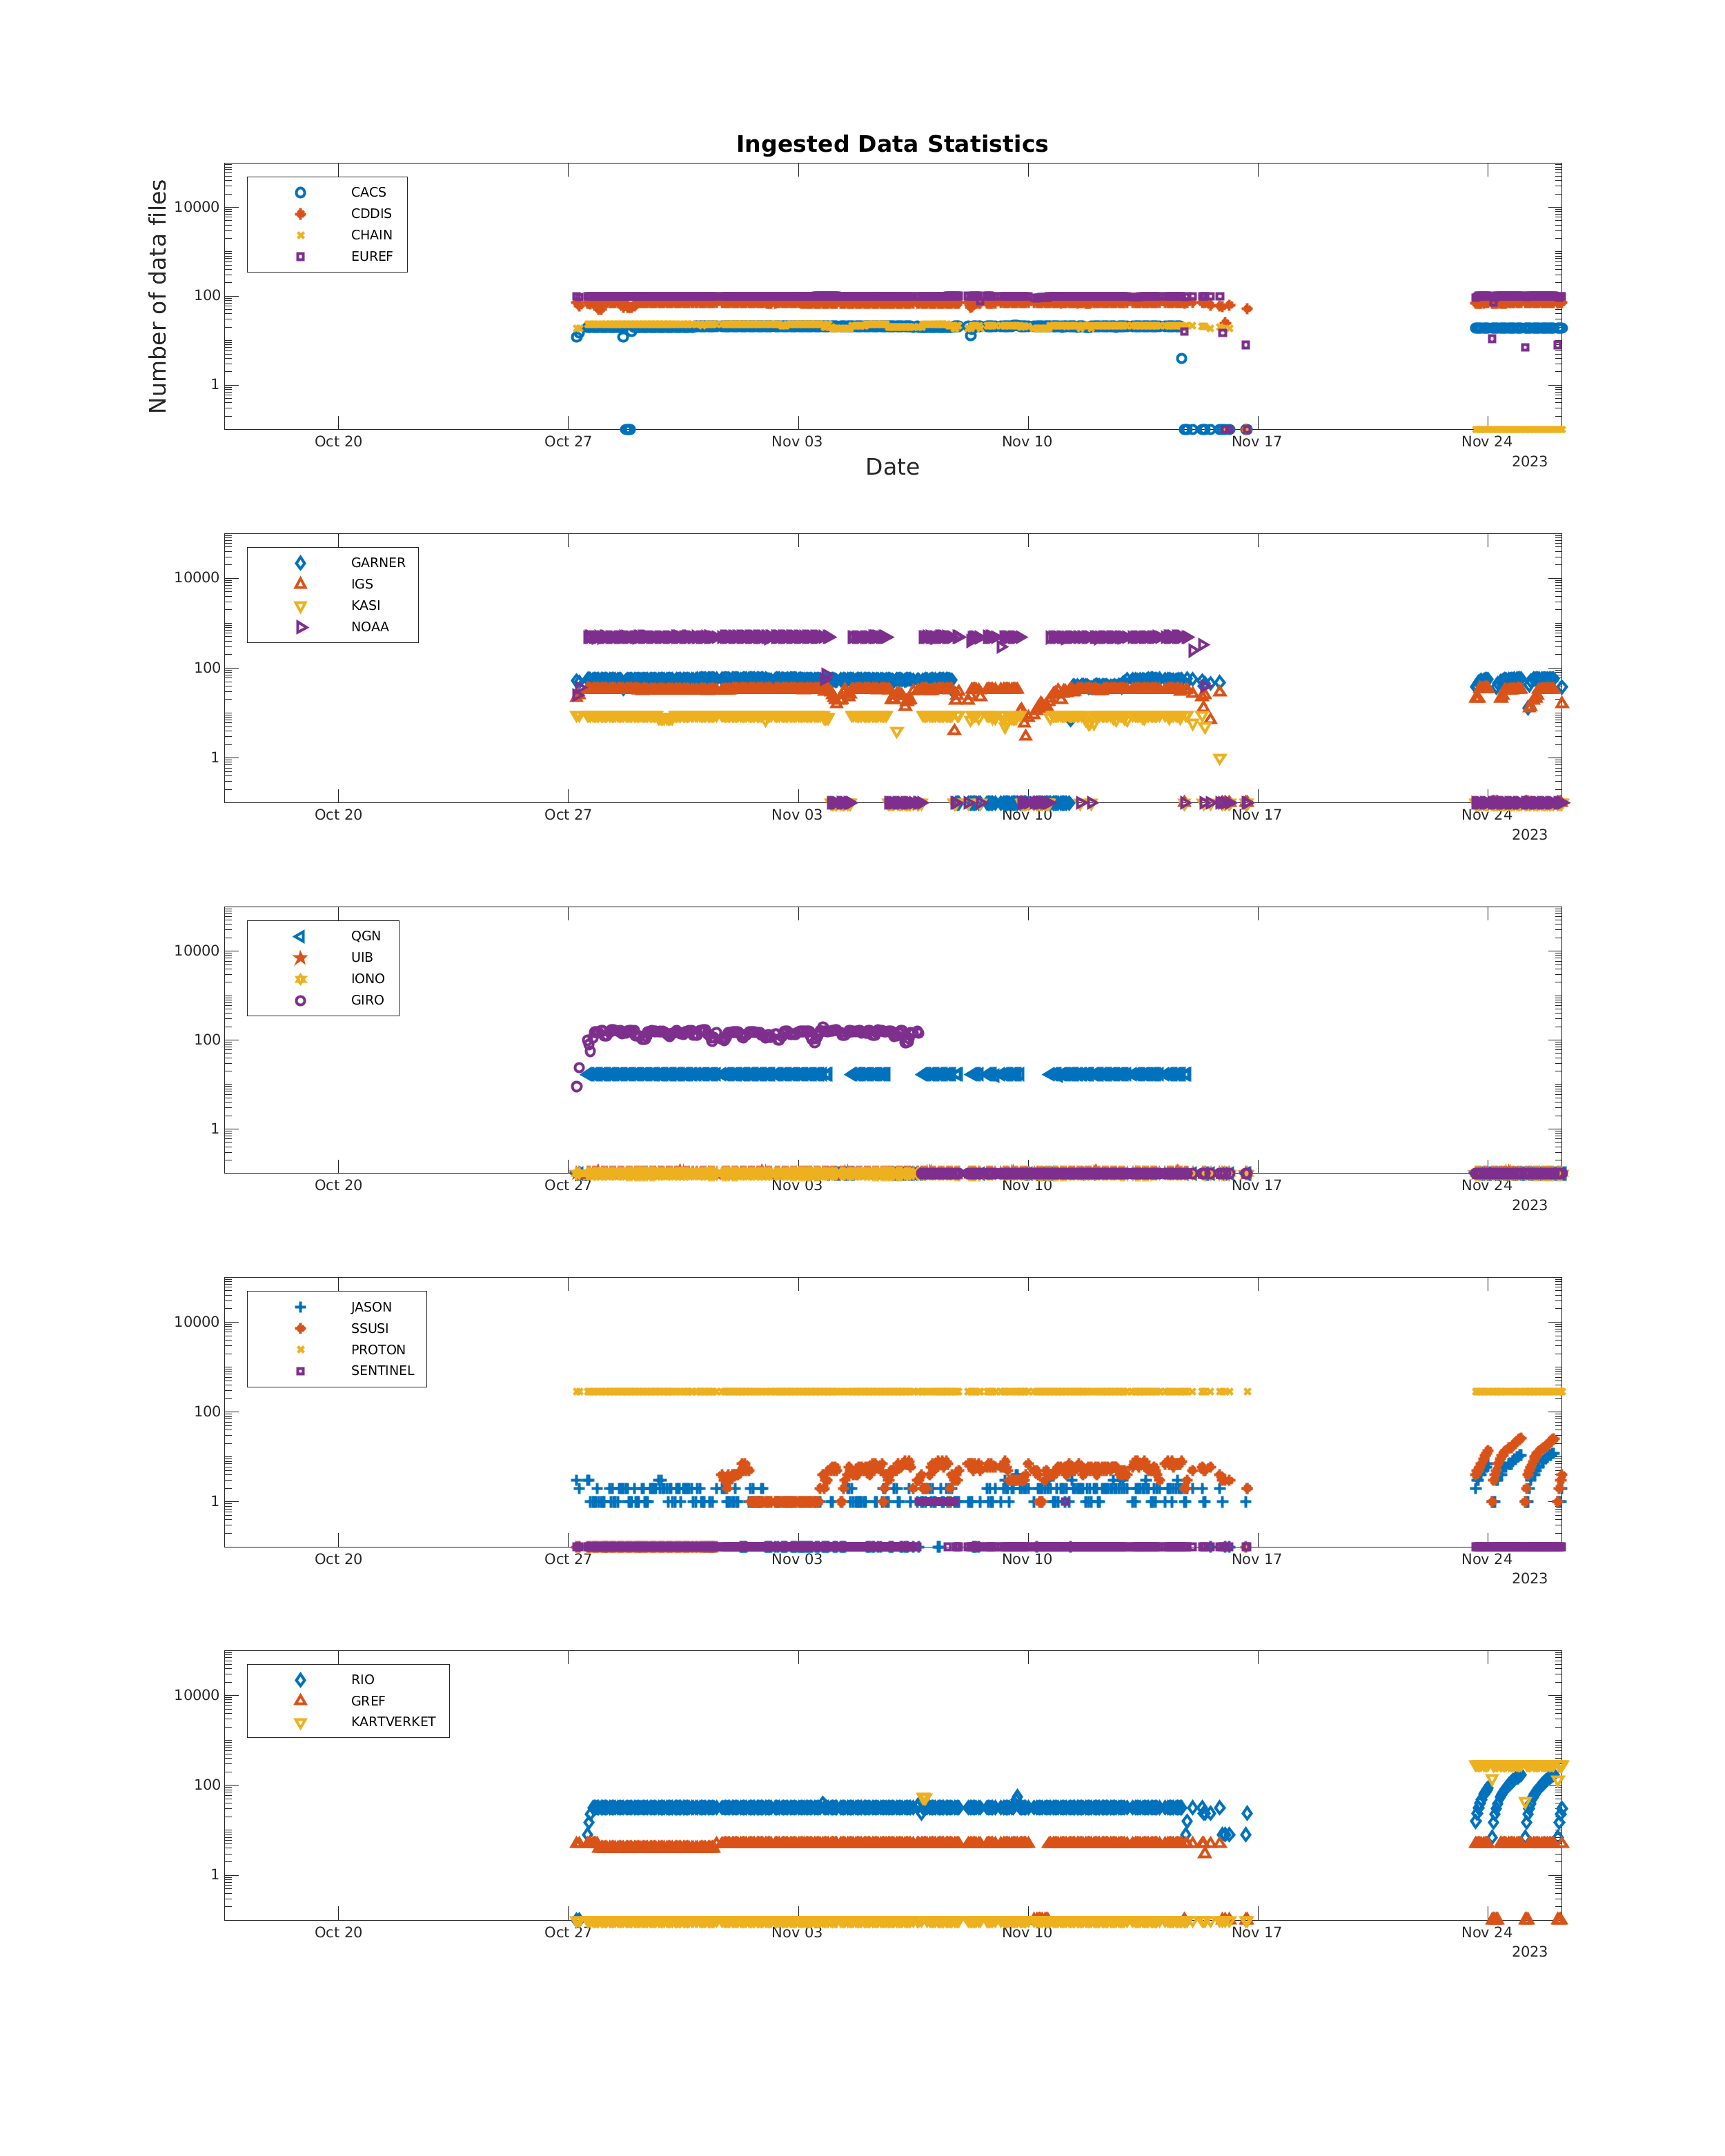 Ingested Data Statistics
Number of data files
10000
100
1
CACS
CDDIS
CHAIN
EUREF
Oct 20 Oct 27 Nov 03 Nov 10 Nov 17 Nov 24
2023
Date
10000
100
1
GARNER
IGS
KASI
NOAA
Oct 20 Oct 27 Nov 03 Nov 10 Nov 17 Nov 24
2023
10000
100
1
QGN
UIB
IONO
GIRO
Oct 20 Oct 27 Nov 03 Nov 10 Nov 17 Nov 24
2023
10000
100
1
JASON
SSUSI
PROTON
SENTINEL
Oct 20 Oct 27 Nov 03 Nov 10 Nov 17 Nov 24
2023
10000
100
1
RIO
GREF
KARTVERKET
Oct 20 Oct 27 Nov 03 Nov 10 Nov 17 Nov 24
2023